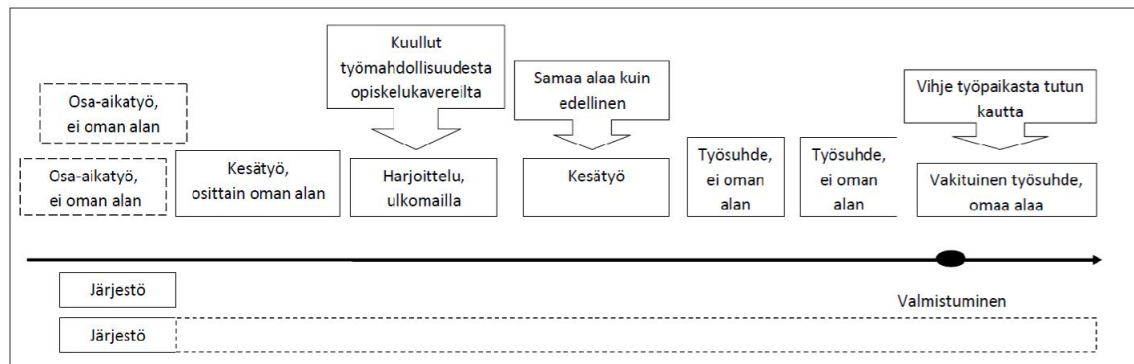 Kuullut
työmahdollisuudesta
opiskelukavereilta
Samaa alaa kuin
edellinen
Vihje työpaikasta tutun
kautta
Osa-aikatyö,
ei oman alan
Osa-aikatyö,
ei oman alan
Kesätyö,
osittain oman alan
Harjoittelu,
ulkomailla
Kesätyö
Työsuhde,
ei oman
alan
Työsuhde,
ei oman
alan
Vakituinen työsuhde,
omaa alaa
Järjestö
Valmistuminen
Järjestö